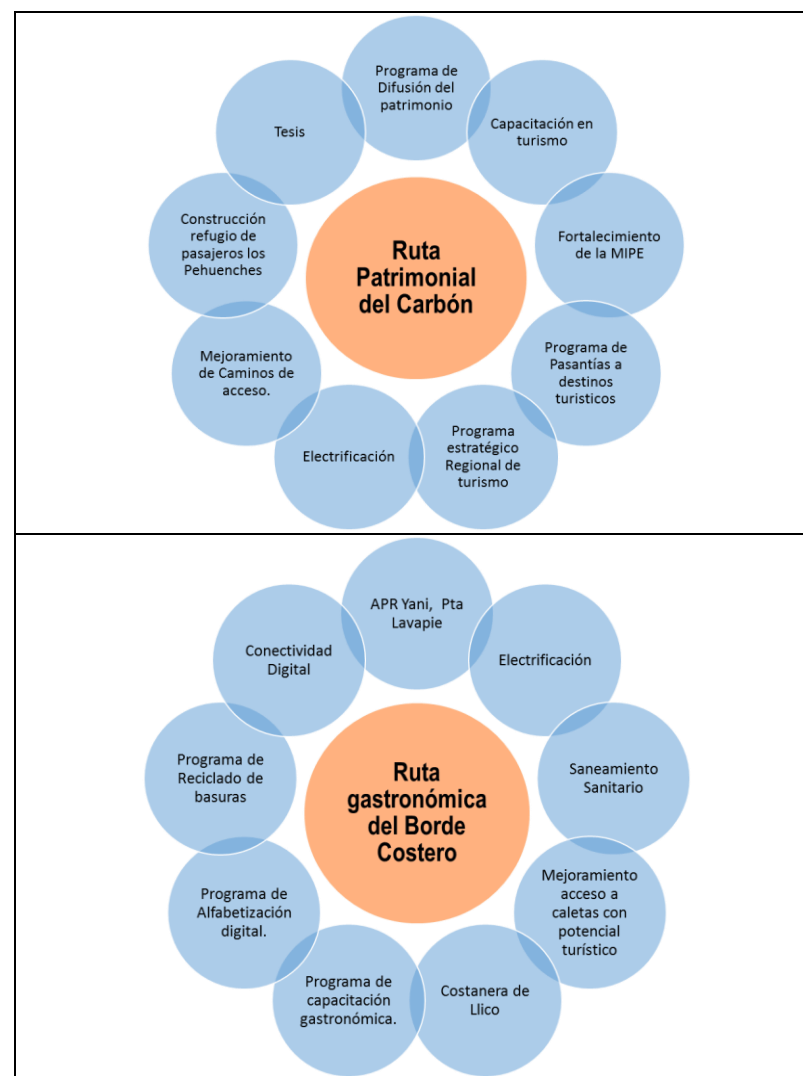 Programa de
Difusión del
patrimonio
Capacitación en
turismo
Fortalecimiento
de la MIPE
Programa de
Pasantías a
destinos
turisticos
Programa
estratégico
Regional de
turismo
Electrificación
Mejoramiento
de Caminos de
acceso.
Construcción
refugio de
pasajeros los
Pehuenches
Tesis
Ruta
Patrimonial
del Carbón
APR Yani, Pta
Lavapie
Electrificación
Saneamiento
Sanitario
Mejoramiento
acceso a
caletas con
potencial
turístico
Costanera de
Llico
Programa de
capacitación
gastronómica.
Programa de
Alfabetización
digital.
Programa de
Reciclado de
basuras
Conectividad
Digital
Ruta
gastronómica
del Borde
Costero